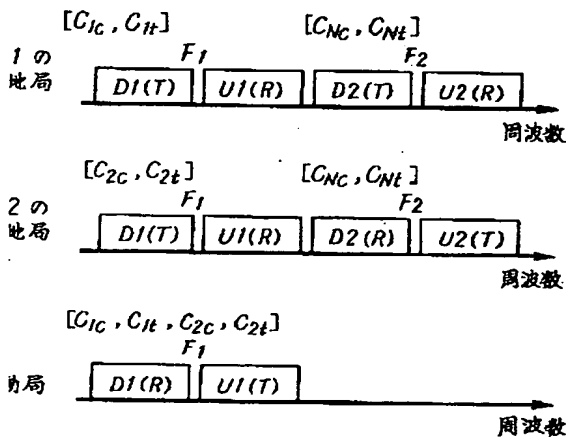 [C1c, C1t] [CNc, CNt]
1の F1 F2
地局 D1(T) U1(R) D2(T) U2(R)
周波数
[C2c, C2t] [CNc, CNt]
2の F1 F2
地局 D1(T) U1(R) D2(R) U2(T)
周波数
[C1c, C1t, C2c, C2t]
F1
局 D1(R) U1(T)
周波数